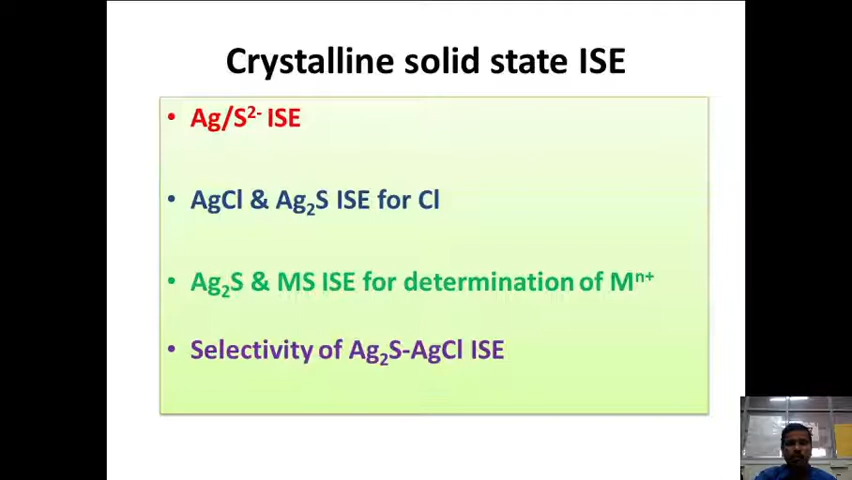 Crystalline solid state ISE
• Ag/S²⁻ ISE
• AgCl & Ag₂S ISE for Cl
• Ag₂S & MS ISE for determination of Mⁿ⁺
• Selectivity of Ag₂S-AgCl ISE